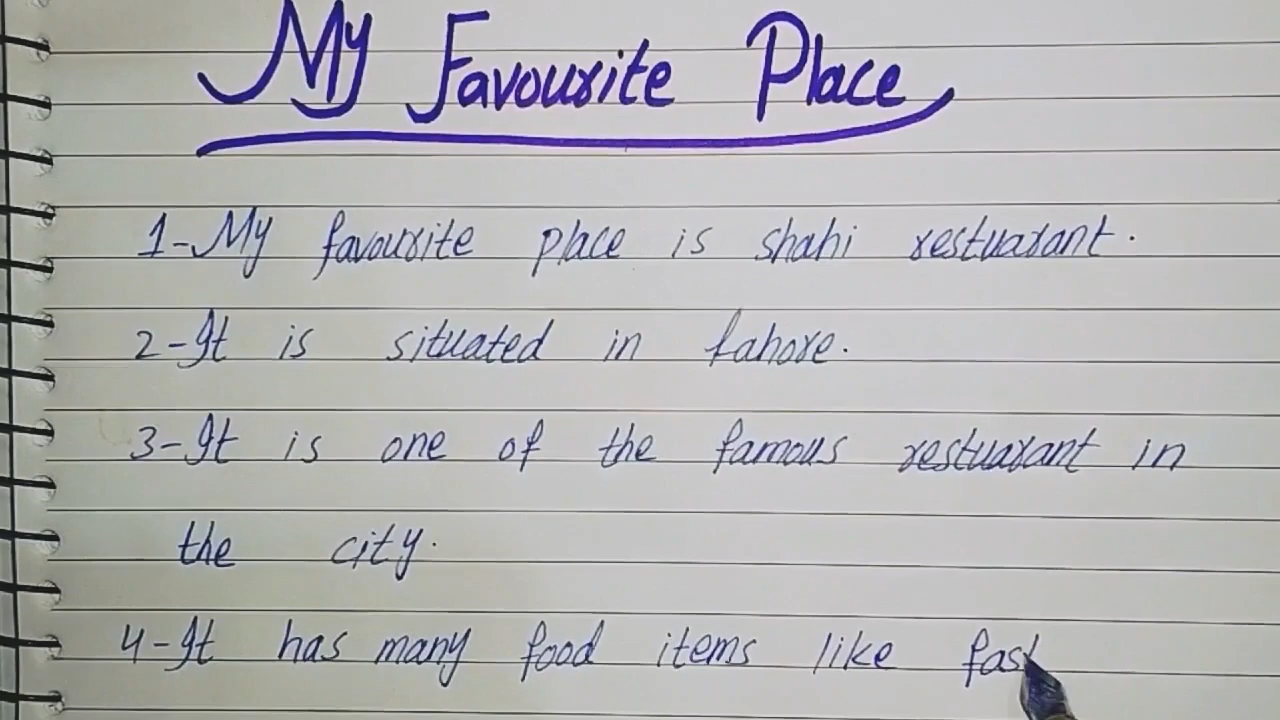 My Favourite Place
1-My favourite place is shahi restuarant.
2-It is situated in Lahore.
3-It is one of the famous restuarant in
the city.
4-It has many food items like fast